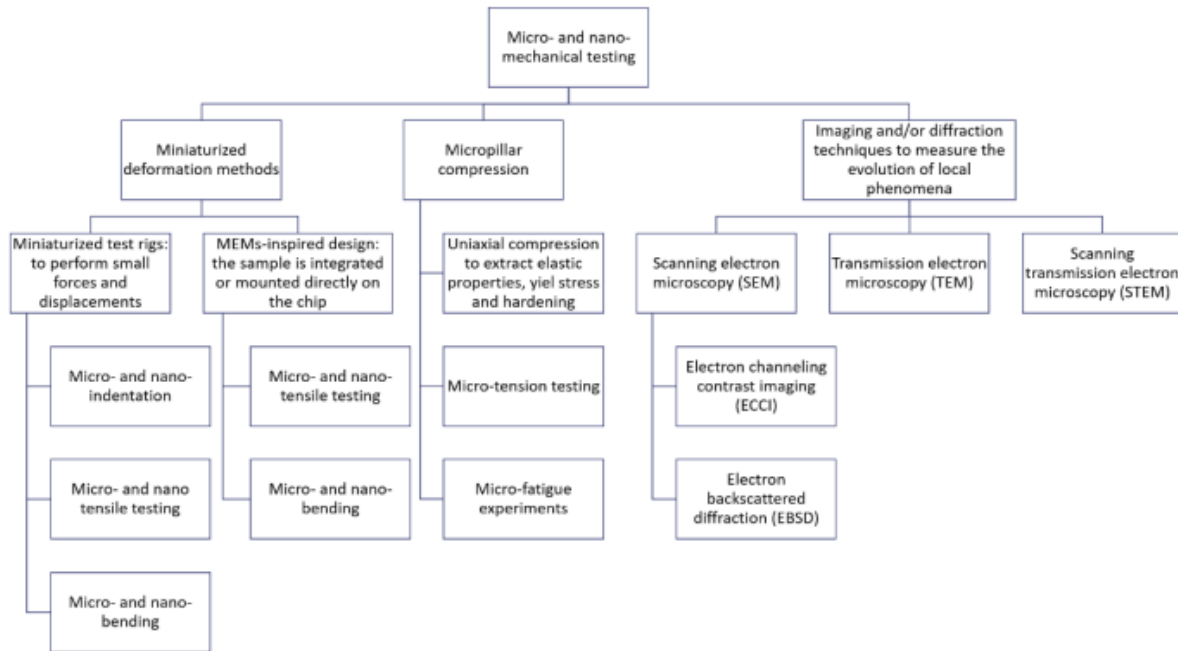 Micro- and nano-
mechanical testing
Miniaturized
deformation methods
Micropillar
compression
Imaging and/or diffraction
techniques to measure the
evolution of local
phenomena
Miniaturized test rigs:
to perform small
forces and
displacements
MEMs-inspired design:
the sample is integrated
or mounted directly on
the chip
Uniaxial compression
to extract elastic
properties, yiel stress
and hardening
Scanning electron
microscopy (SEM)
Transmission electron
microscopy (TEM)
Scanning
transmission electron
microscopy (STEM)
Micro- and nano-
indentation
Micro- and nano-
tensile testing
Micro-tension testing
Electron channeling
contrast imaging
(ECCI)
Micro- and nano
tensile testing
Micro- and nano-
bending
Micro-fatigue
experiments
Electron
backscattered
diffraction (EBSD)
Micro- and nano-
bending